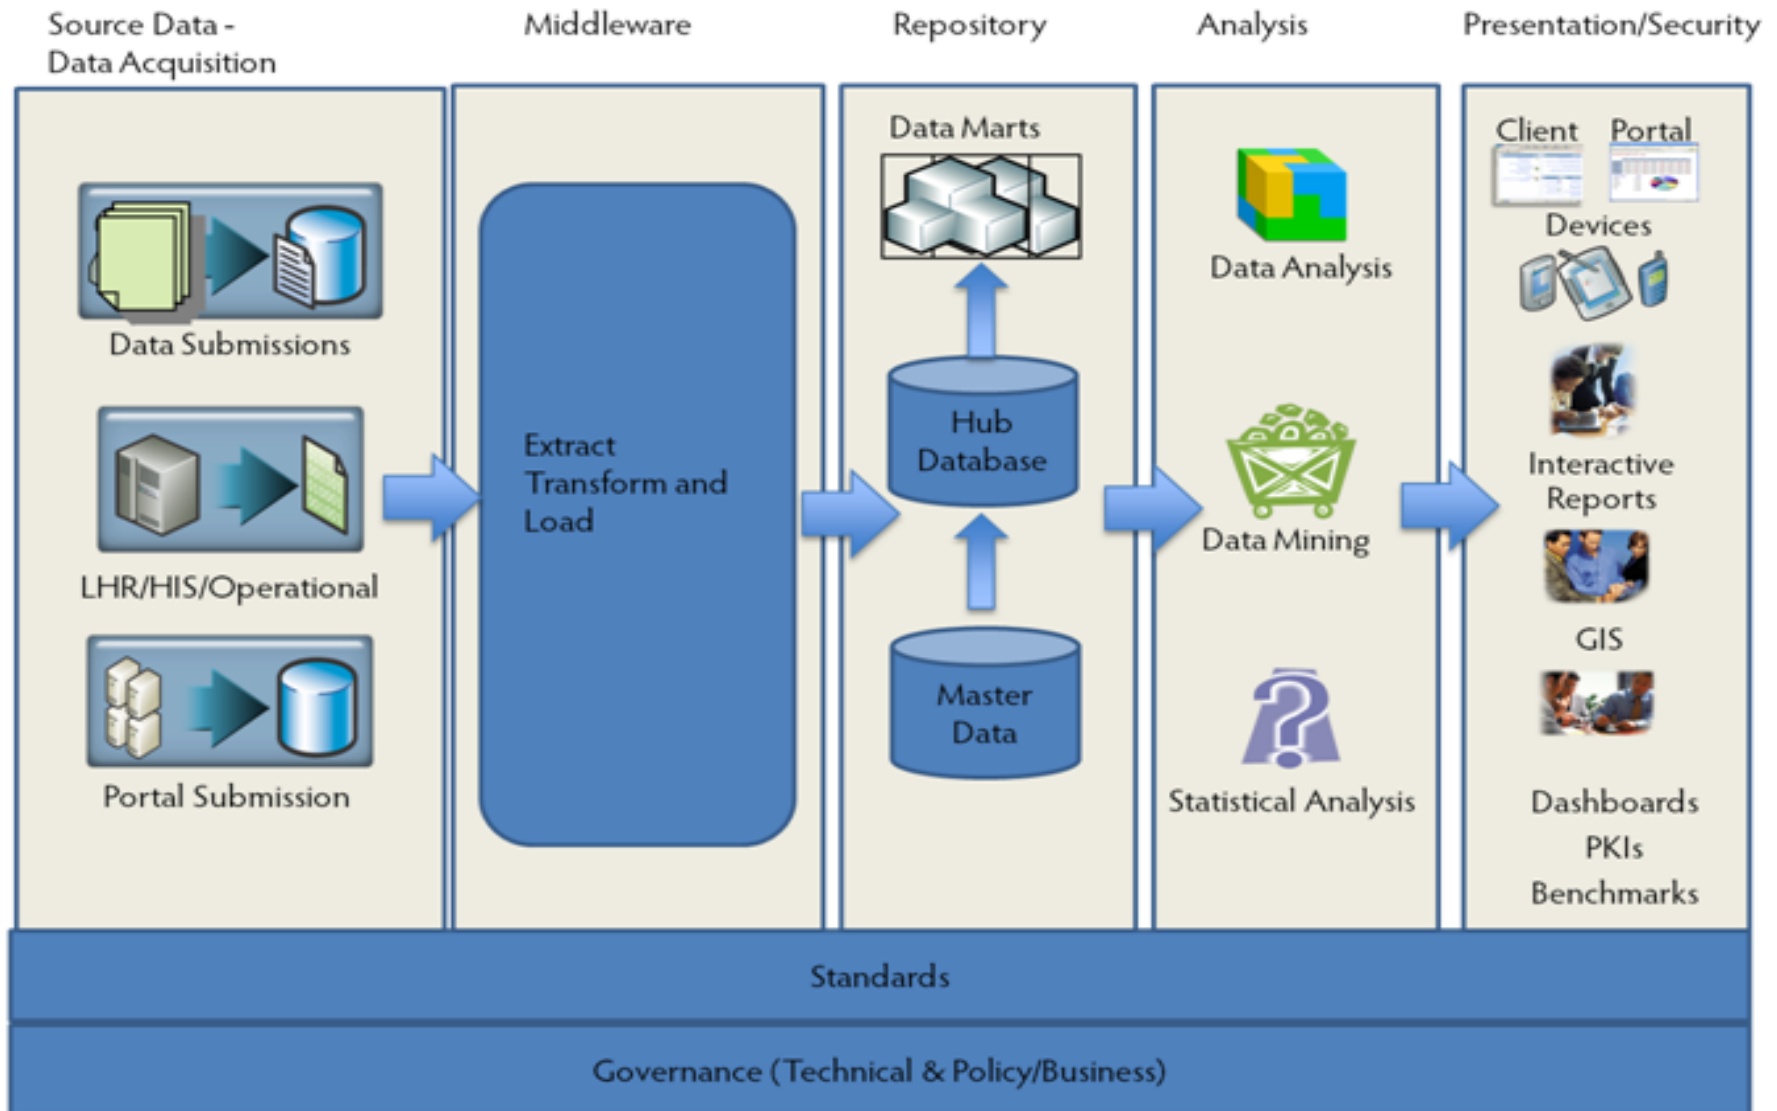 Source Data -
Data Acquisition
Middleware
Repository
Analysis
Presentation/Security
Data Submissions
LHR/HIS/Operational
Portal Submission
Extract
Transform and
Load
Data Marts
Hub
Database
Master
Data
Data Analysis
Data Mining
Statistical Analysis
Client
Portal
Devices
Interactive
Reports
GIS
Dashboards
PKIs
Benchmarks
Standards
Governance (Technical & Policy/Business)